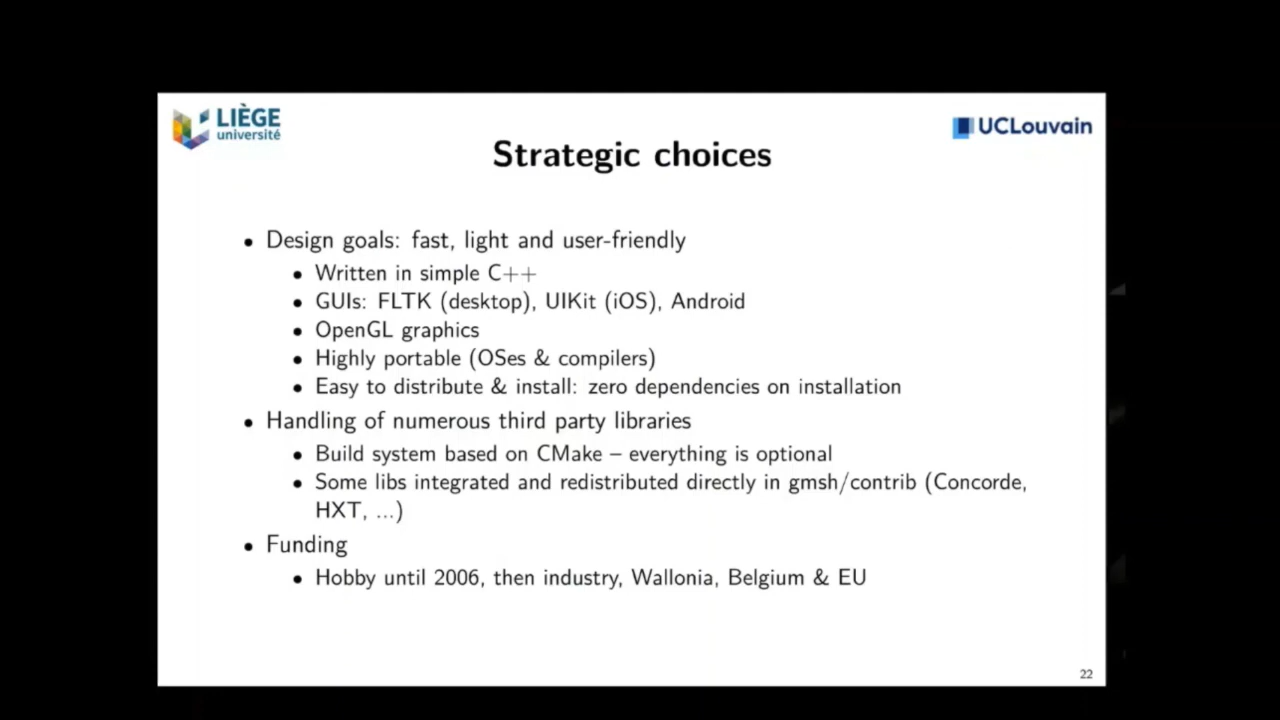 LIÈGE
université
UCLouvain
Strategic choices
• Design goals: fast, light and user-friendly
• Written in simple C++
• GUIs: FLTK (desktop), UIKit (iOS), Android
• OpenGL graphics
• Highly portable (OSes & compilers)
• Easy to distribute & install: zero dependencies on installation
• Handling of numerous third party libraries
• Build system based on CMake – everything is optional
• Some libs integrated and redistributed directly in gmsh/contrib (Concorde,
HXT, ...)
• Funding
• Hobby until 2006, then industry, Wallonia, Belgium & EU
22